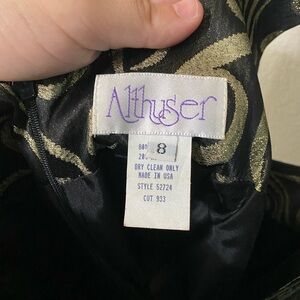 Althuser
8
DRY CLEAN ONLY
MADE IN USA
STYLE 52724
CUT 933